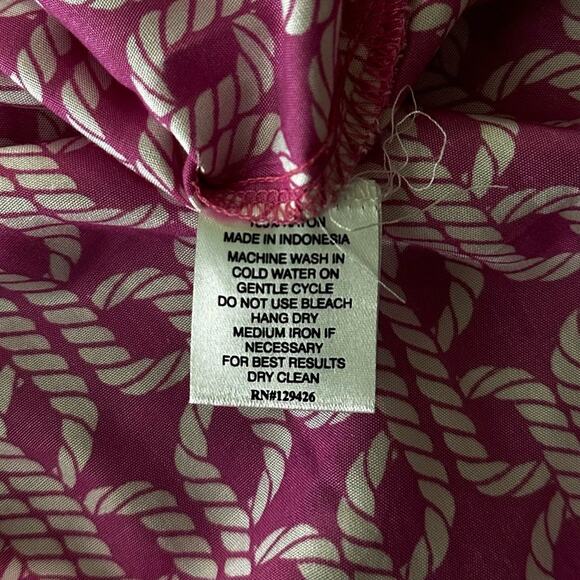 MADE IN INDONESIA
MACHINE WASH IN
COLD WATER ON
GENTLE CYCLE
DO NOT USE BLEACH
HANG DRY
MEDIUM IRON IF
NECESSARY
FOR BEST RESULTS
DRY CLEAN
RN#129426